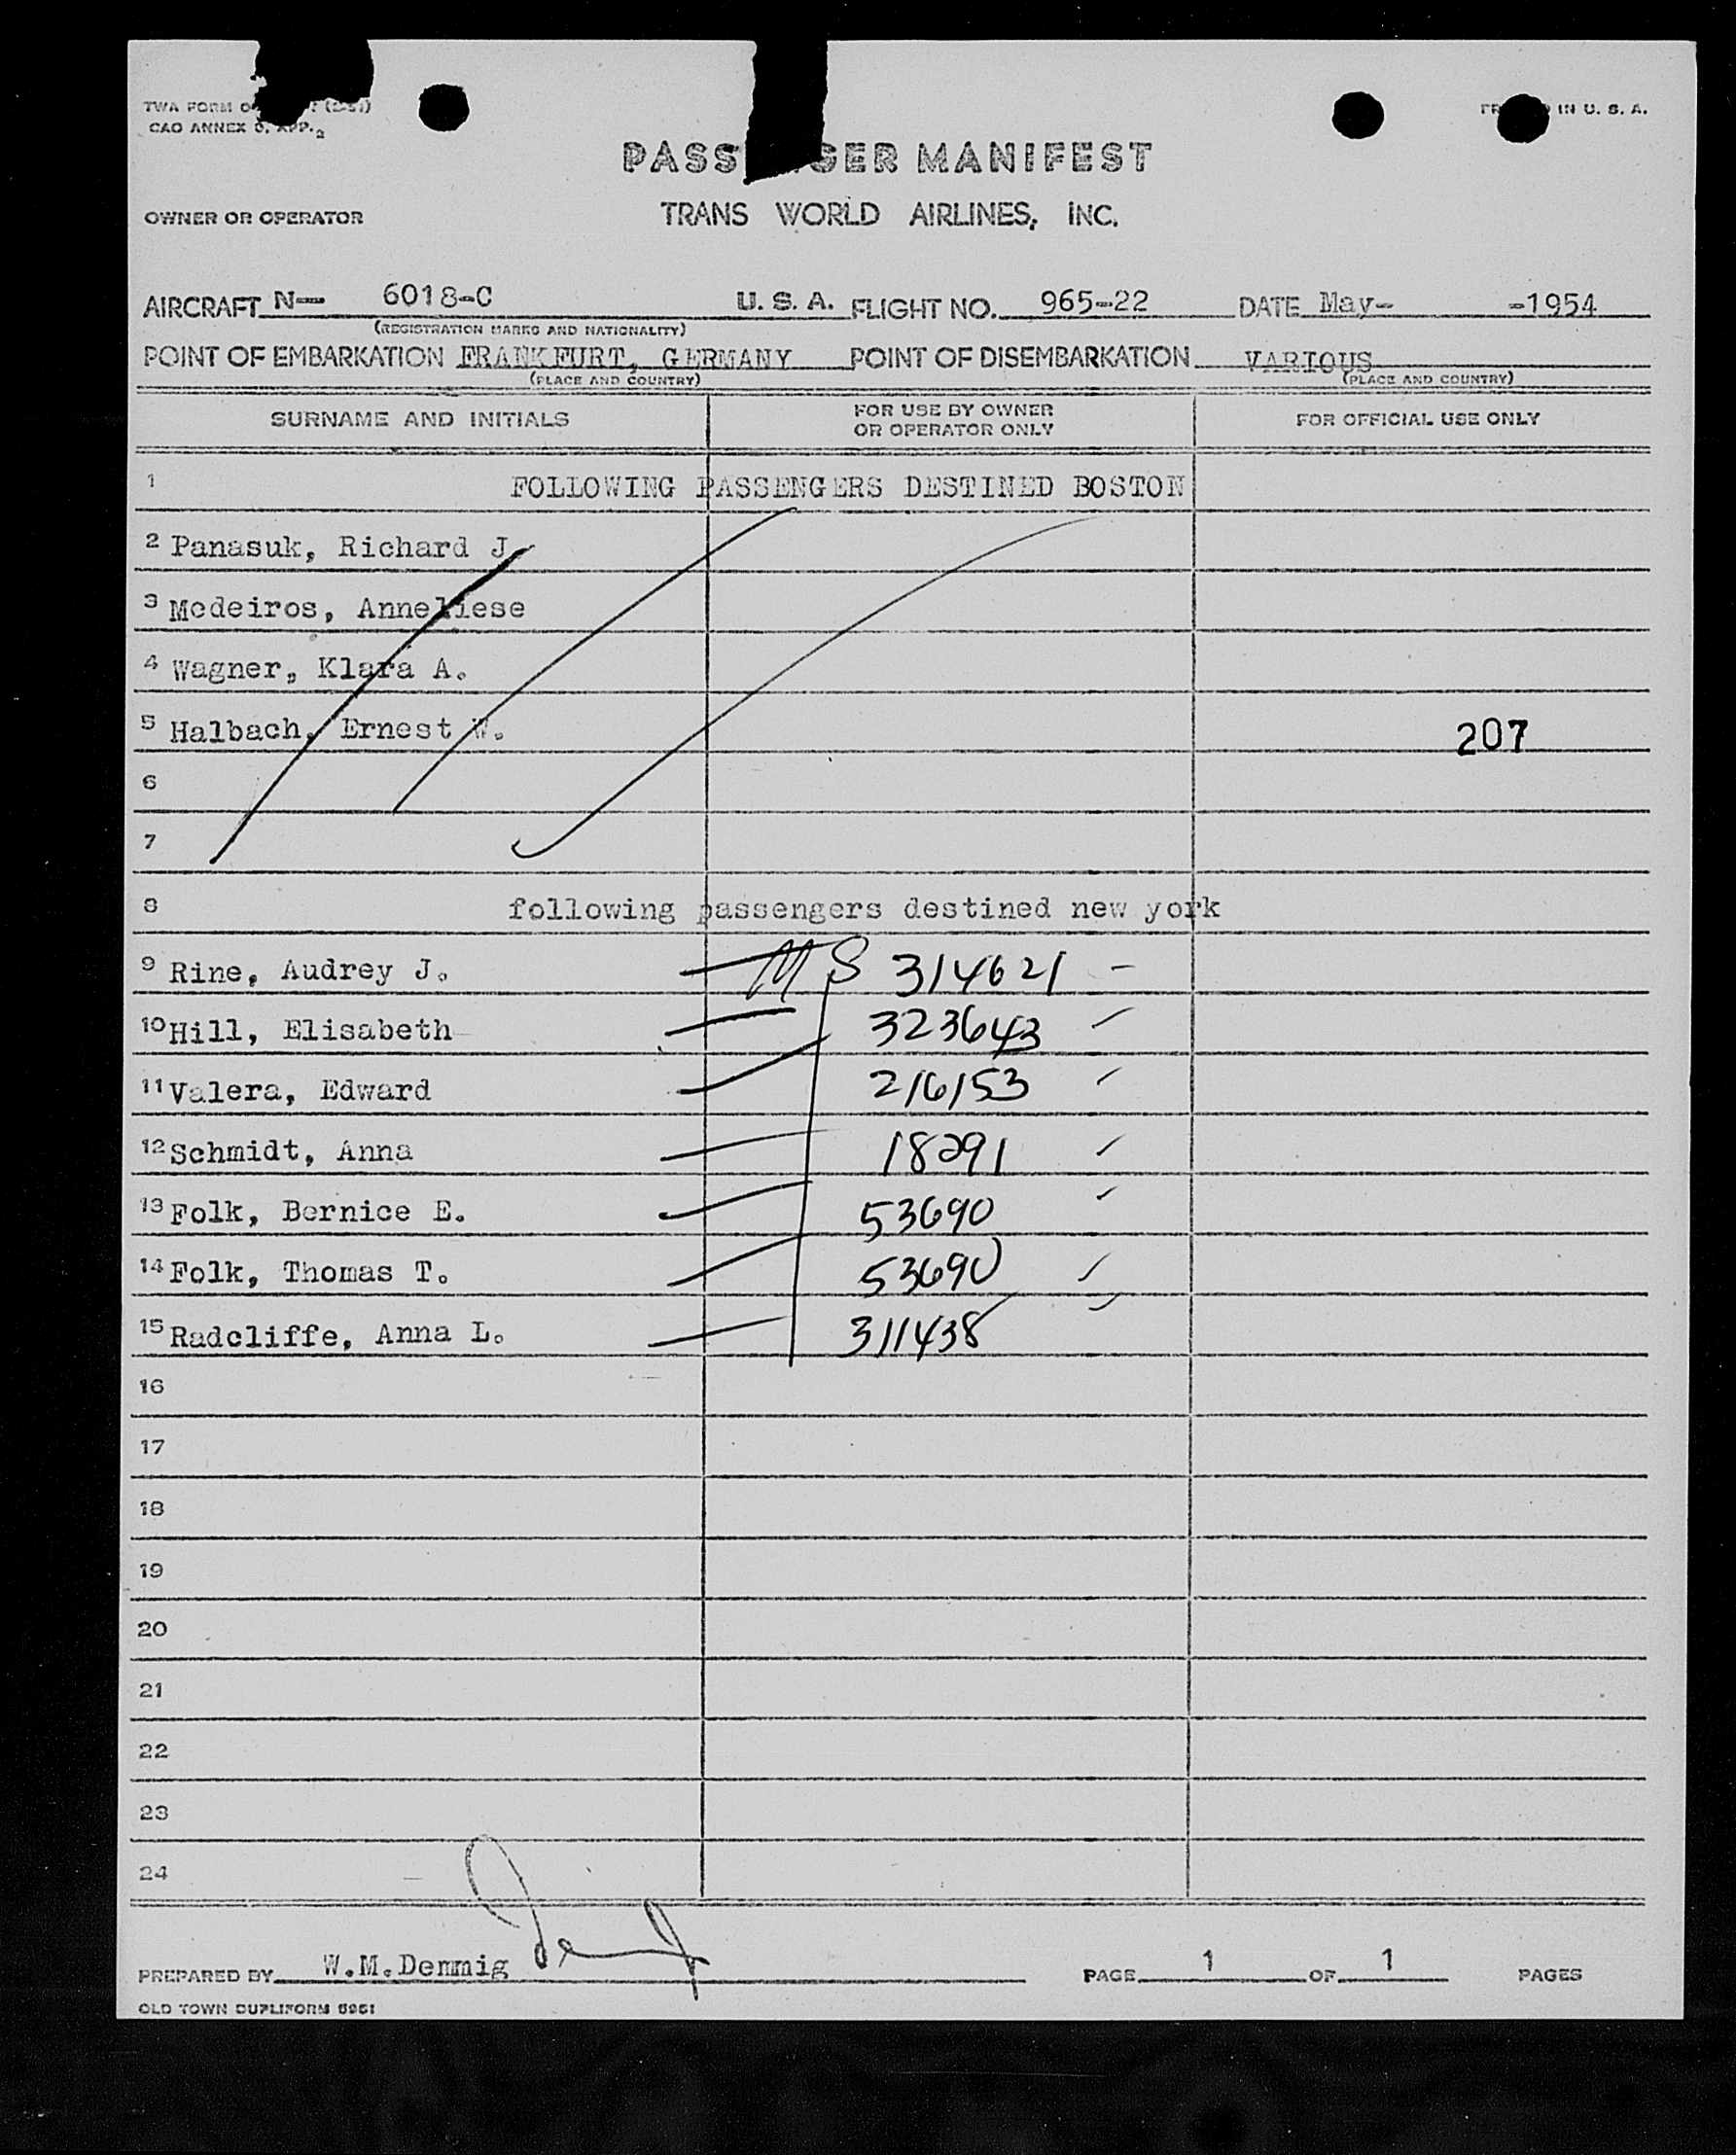 TWA FORM
CAO ANNEX
IN U. S. A.
PASS GER MANIFEST
OWNER OR OPERATOR TRANS WORLD AIRLINES, INC.
AIRCRAFT N- 6018-C U. S. A. FLIGHT NO. 965-22 DATE May- -1954
(REGISTRATION MARKS AND NATIONALITY)
POINT OF EMBARKATION FRANKFURT, GERMANY POINT OF DISEMBARKATION VARIOUS
(PLACE AND COUNTRY) (PLACE AND COUNTRY)
SURNAME AND INITIALS FOR USE BY OWNER OR OPERATOR ONLY FOR OFFICIAL USE ONLY
1 FOLLOWING PASSENGERS DESTINED BOSTON
2 Panasuk, Richard J.
3 Medeiros, Anneliese
4 Wagner, Klara A.
5 Halbach, Ernest W. 207
6
7
8 following passengers destined new york
9 Rine, Audrey J. MS 314621 -
10 Hill, Elisabeth 323643
11 Valera, Edward 216153
12 Schmidt, Anna 18291
13 Folk, Bernice E. 53690
14 Folk, Thomas T. 53690
15 Radcliffe, Anna L. 311438
16
17
18
19
20
21
22
23
24
PREPARED BY W.M.Demmig PAGE 1 OF 1 PAGES
OLD TOWN DUPLIFORM 5951